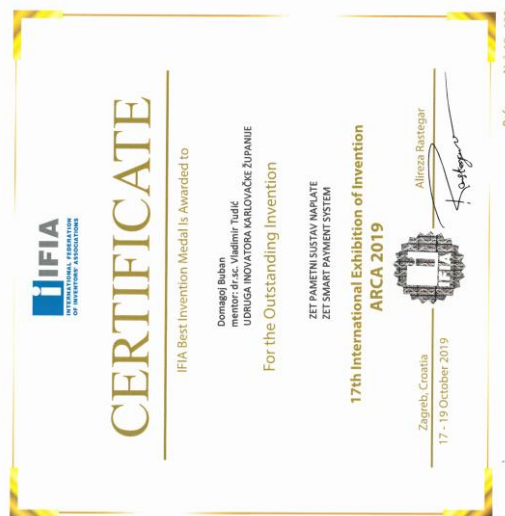 IFIA
INTERNATIONAL FEDERATION
OF INVENTORS' ASSOCIATIONS
CERTIFICATE
IFIA Best Invention Medal Is Awarded to
Domagoj Buban
mentor: dr.sc. Vladimir Tudić
UDRUGA INOVATORA KARLOVAČKE ŽUPANIJE
For the Outstanding Invention
ZET PAMETNI SUSTAV NAPLATE
ZET SMART PAYMENT SYSTEM
17th International Exhibition of Invention
ARCA 2019
Zagreb, Croatia
17 - 19 October 2019
Alireza Rastegar
Rastegar
IFIA